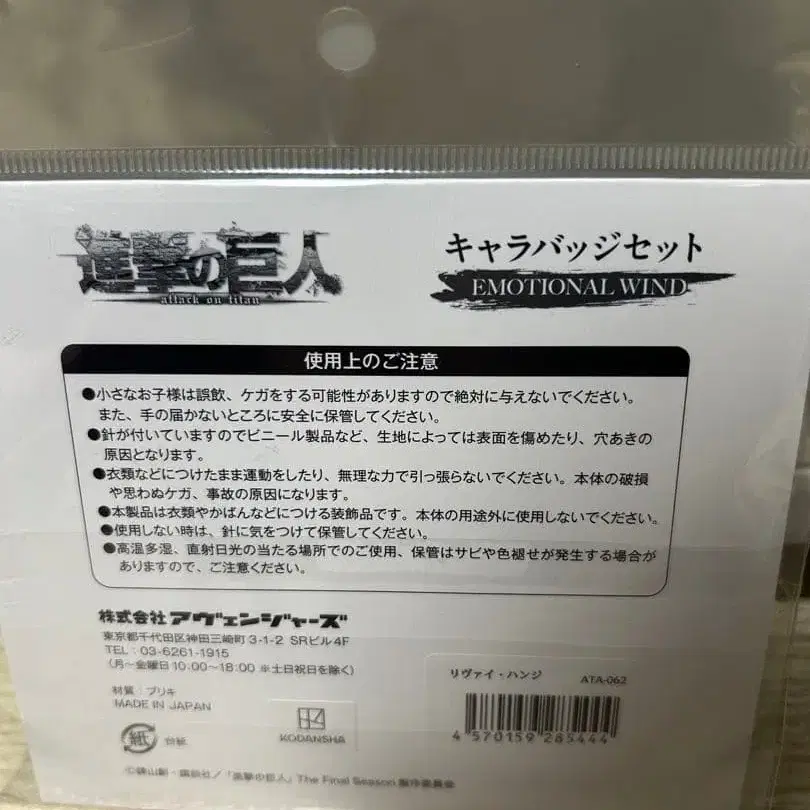 進撃の巨人
attack on titan
キャラバッジセット
EMOTIONAL WIND
使用上のご注意
●小さなお子様は誤飲、ケガをする可能性がありますので絶対に与えないでください。
また、手の届かないところに安全に保管してください。
●針が付いていますのでビニール製品など、生地によっては表面を傷めたり、穴あきの
原因となります。
●衣類などにつけたまま運動をしたり、無理な力で引っ張らないでください。本体の破損
や思わぬケガ、事故の原因になります。
●本製品は衣類やかばんなどにつける装飾品です。本体の用途外に使用しないでください。
●使用しない時は、針に気をつけて保管してください。
●高温多湿、直射日光の当たる場所でのご使用、保管はサビや色褪せが発生する場合が
ありますので、ご注意ください。
株式会社アヴェンジャーズ
東京都千代田区神田三崎町3-1-2 SRビル4F
TEL：03-6261-1915
（月～金曜日10:00～18:00 ※土日祝日を除く）
材質：ブリキ
MADE IN JAPAN
紙 台紙
KODANSHA
リヴァイ・ハンジ ATA-062
4 570159 285444
©諫山創・講談社／「進撃の巨人」The Final Season 製作委員会